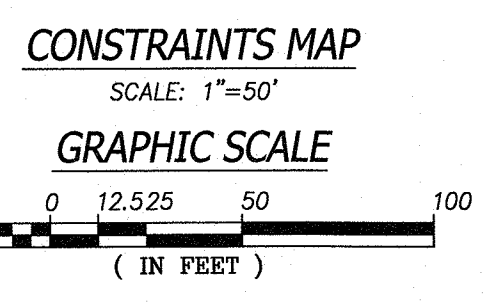 CONSTRAINTS MAP
SCALE: 1"=50'
GRAPHIC SCALE
0 12.525 50 100
( IN FEET )